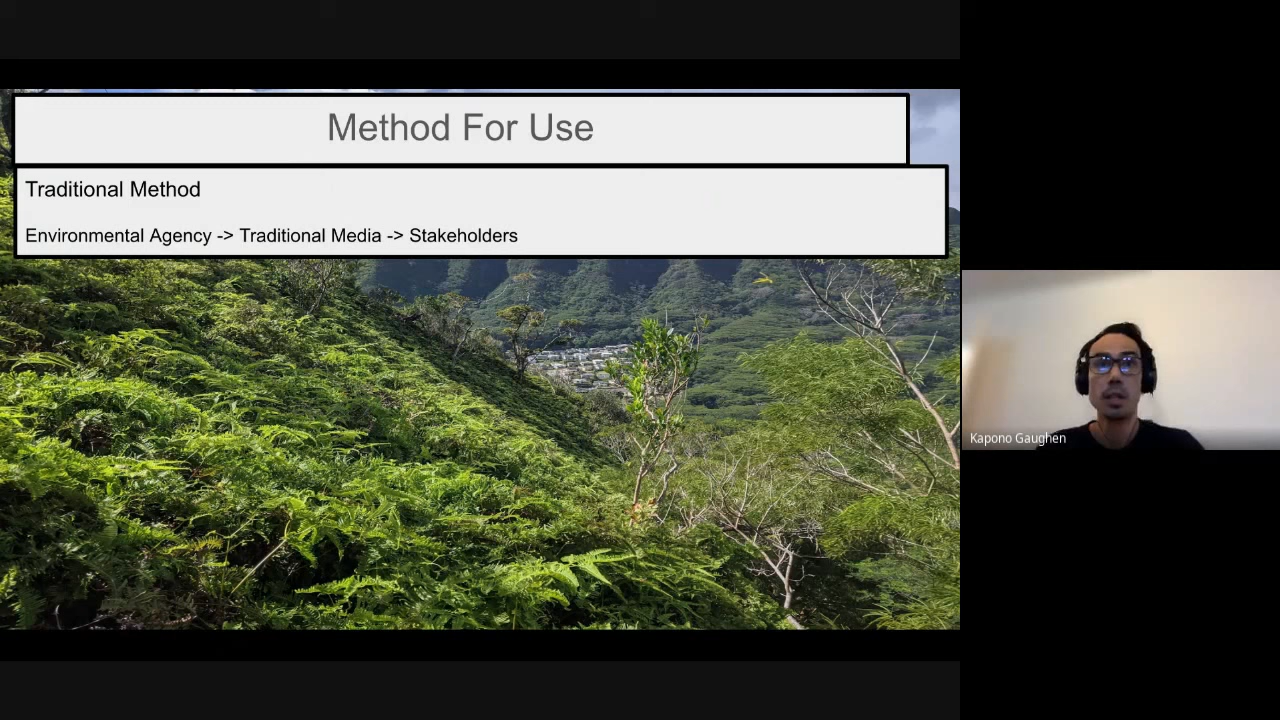 Method For Use
Traditional Method
Environmental Agency -> Traditional Media -> Stakeholders
Kapono Gaughen